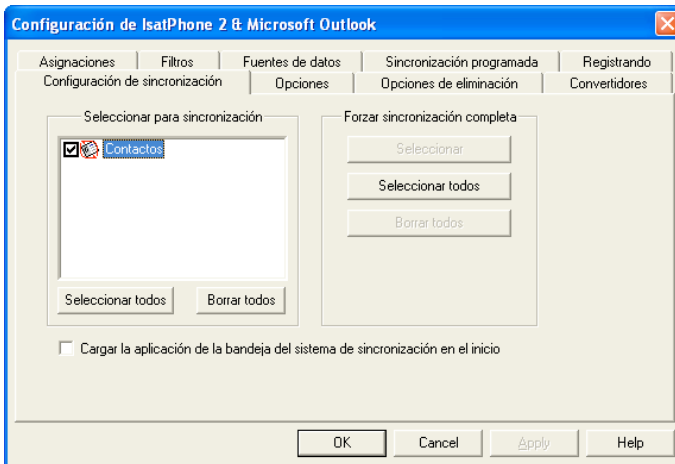 Configuración de IsatPhone 2 & Microsoft Outlook
Asignaciones Filtros Fuentes de datos Sincronización programada Registrando
Configuración de sincronización Opciones Opciones de eliminación Convertidores
Seleccionar para sincronización Forzar sincronización completa
Contactos Seleccionar
Seleccionar todos
Borrar todos
Seleccionar todos Borrar todos
Cargar la aplicación de la bandeja del sistema de sincronización en el inicio
OK Cancel Apply Help